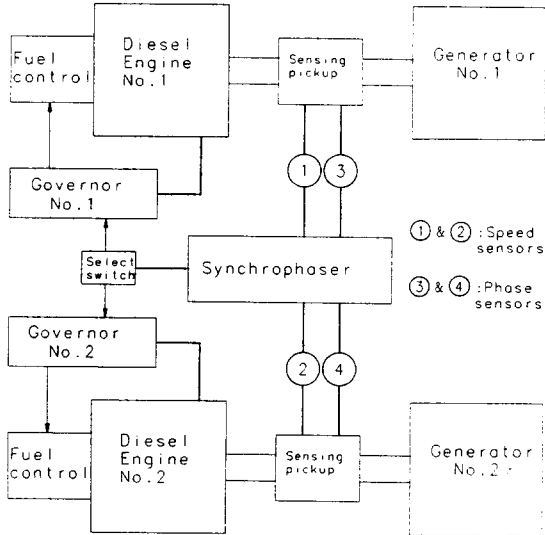 Fuel
control
Diesel
Engine
No.1
Sensing
pickup
Generator
No.1
1
3
Governor
No.1
1 & 2 :Speed
sensors
Select
switch
Synchrophaser
3 & 4 :Phase
sensors
Governor
No.2
2
4
Fuel
control
Diesel
Engine
No.2
Sensing
pickup
Generator
No.2